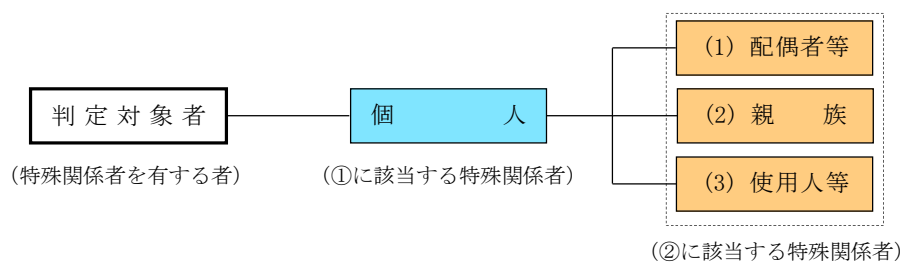 判定対象者
(特殊関係者を有する者)
個　　人
(①に該当する特殊関係者)
(1) 配偶者等
(2) 親　族
(3) 使用人等
(②に該当する特殊関係者)